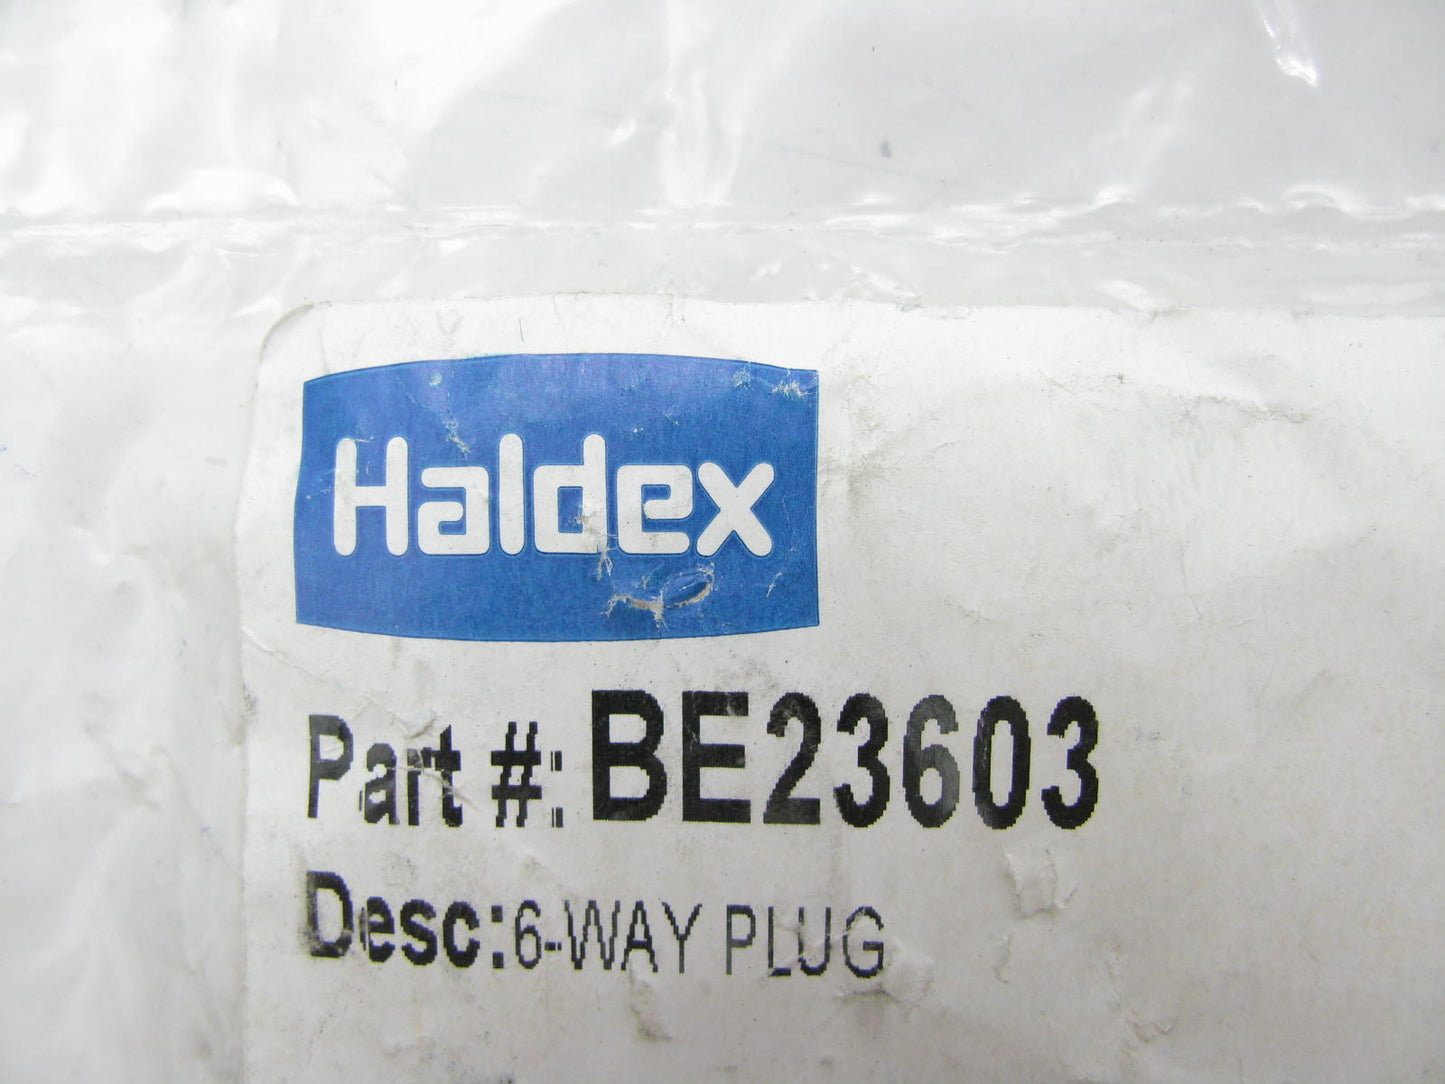 Haldex
Part #: BE23603
Desc: 6-WAY PLUG